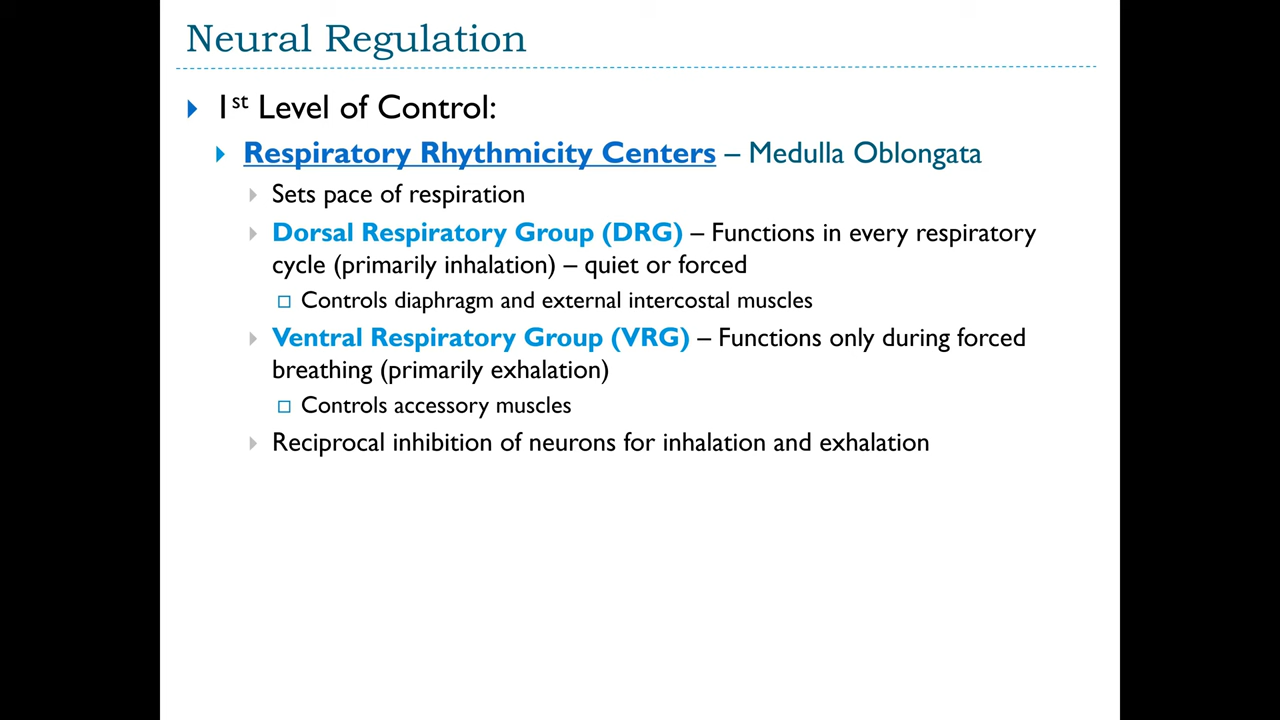 Neural Regulation
1st Level of Control:
Respiratory Rhythmicity Centers – Medulla Oblongata
Sets pace of respiration
Dorsal Respiratory Group (DRG) – Functions in every respiratory
cycle (primarily inhalation) – quiet or forced
Controls diaphragm and external intercostal muscles
Ventral Respiratory Group (VRG) – Functions only during forced
breathing (primarily exhalation)
Controls accessory muscles
Reciprocal inhibition of neurons for inhalation and exhalation